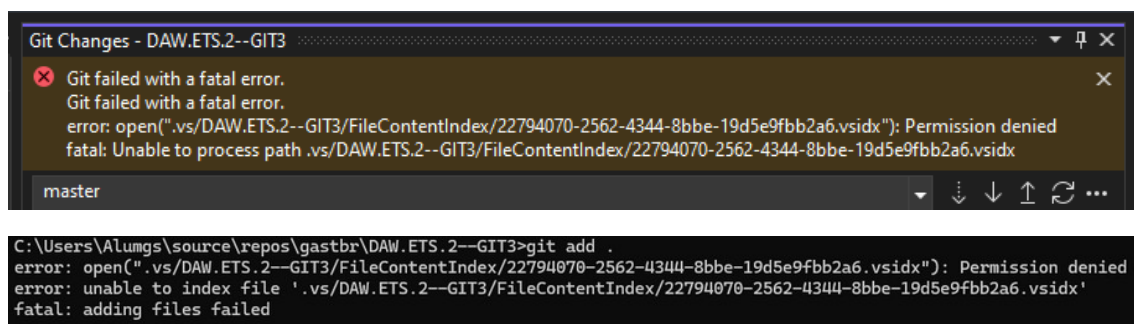 Git Changes - DAW.ETS.2--GIT3
Git failed with a fatal error.
Git failed with a fatal error.
error: open(".vs/DAW.ETS.2--GIT3/FileContentIndex/22794070-2562-4344-8bbe-19d5e9fbb2a6.vsidx"): Permission denied
fatal: Unable to process path .vs/DAW.ETS.2--GIT3/FileContentIndex/22794070-2562-4344-8bbe-19d5e9fbb2a6.vsidx
master
C:\Users\Alumgs\source\repos\gastbr\DAW.ETS.2--GIT3>git add .
error: open(".vs/DAW.ETS.2--GIT3/FileContentIndex/22794070-2562-4344-8bbe-19d5e9fbb2a6.vsidx"): Permission denied
error: unable to index file '.vs/DAW.ETS.2--GIT3/FileContentIndex/22794070-2562-4344-8bbe-19d5e9fbb2a6.vsidx'
fatal: adding files failed